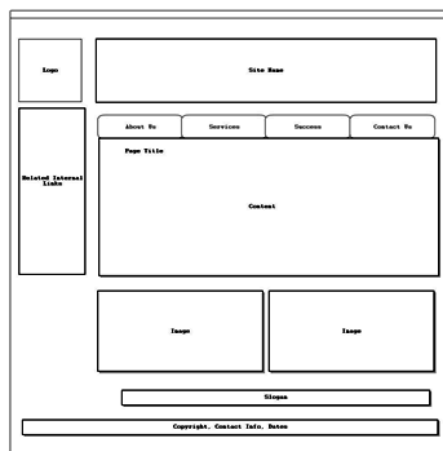 Logo
Site Name
About Us
Services
Success
Contact Us
Page Title
Related Internal
Links
Content
Image
Image
Slogan
Copyright, Contact Info, Dates